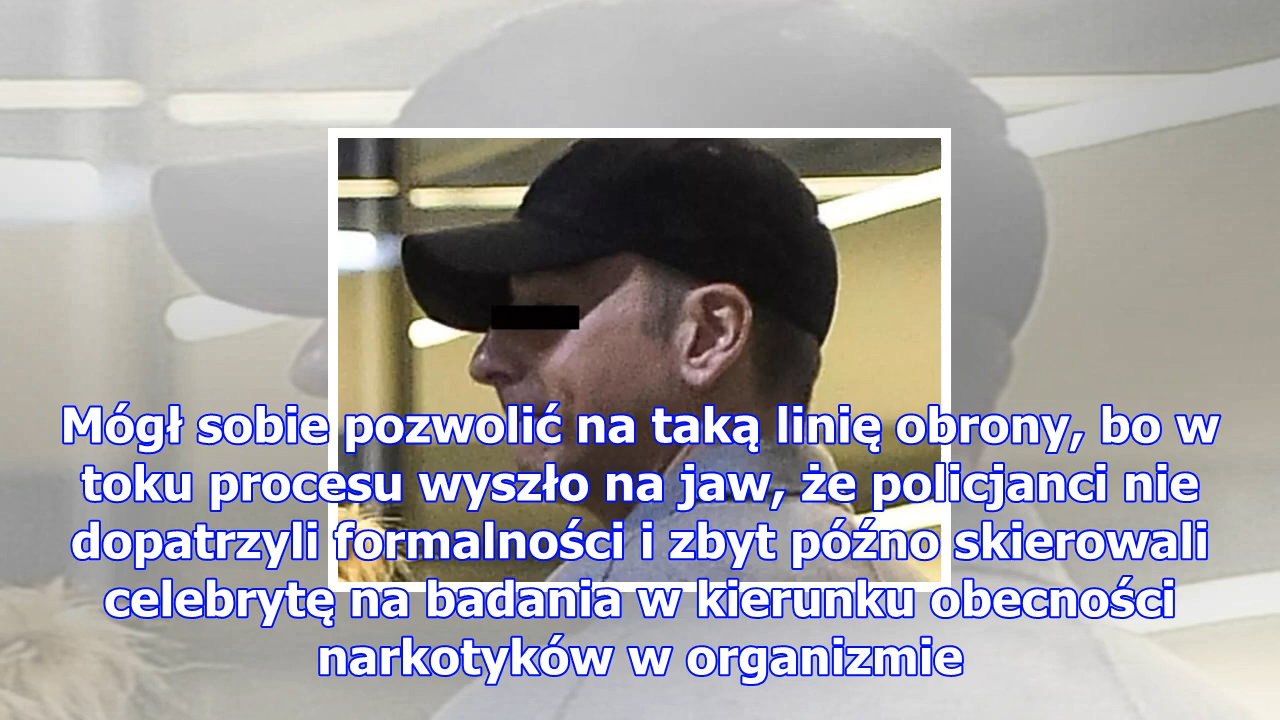 Mógł sobie pozwolić na taką linię obrony, bo w
toku procesu wyszło na jaw, że policjanci nie
dopatrzyli formalności i zbyt późno skierowali
celebrytę na badania w kierunku obecności
narkotyków w organizmie